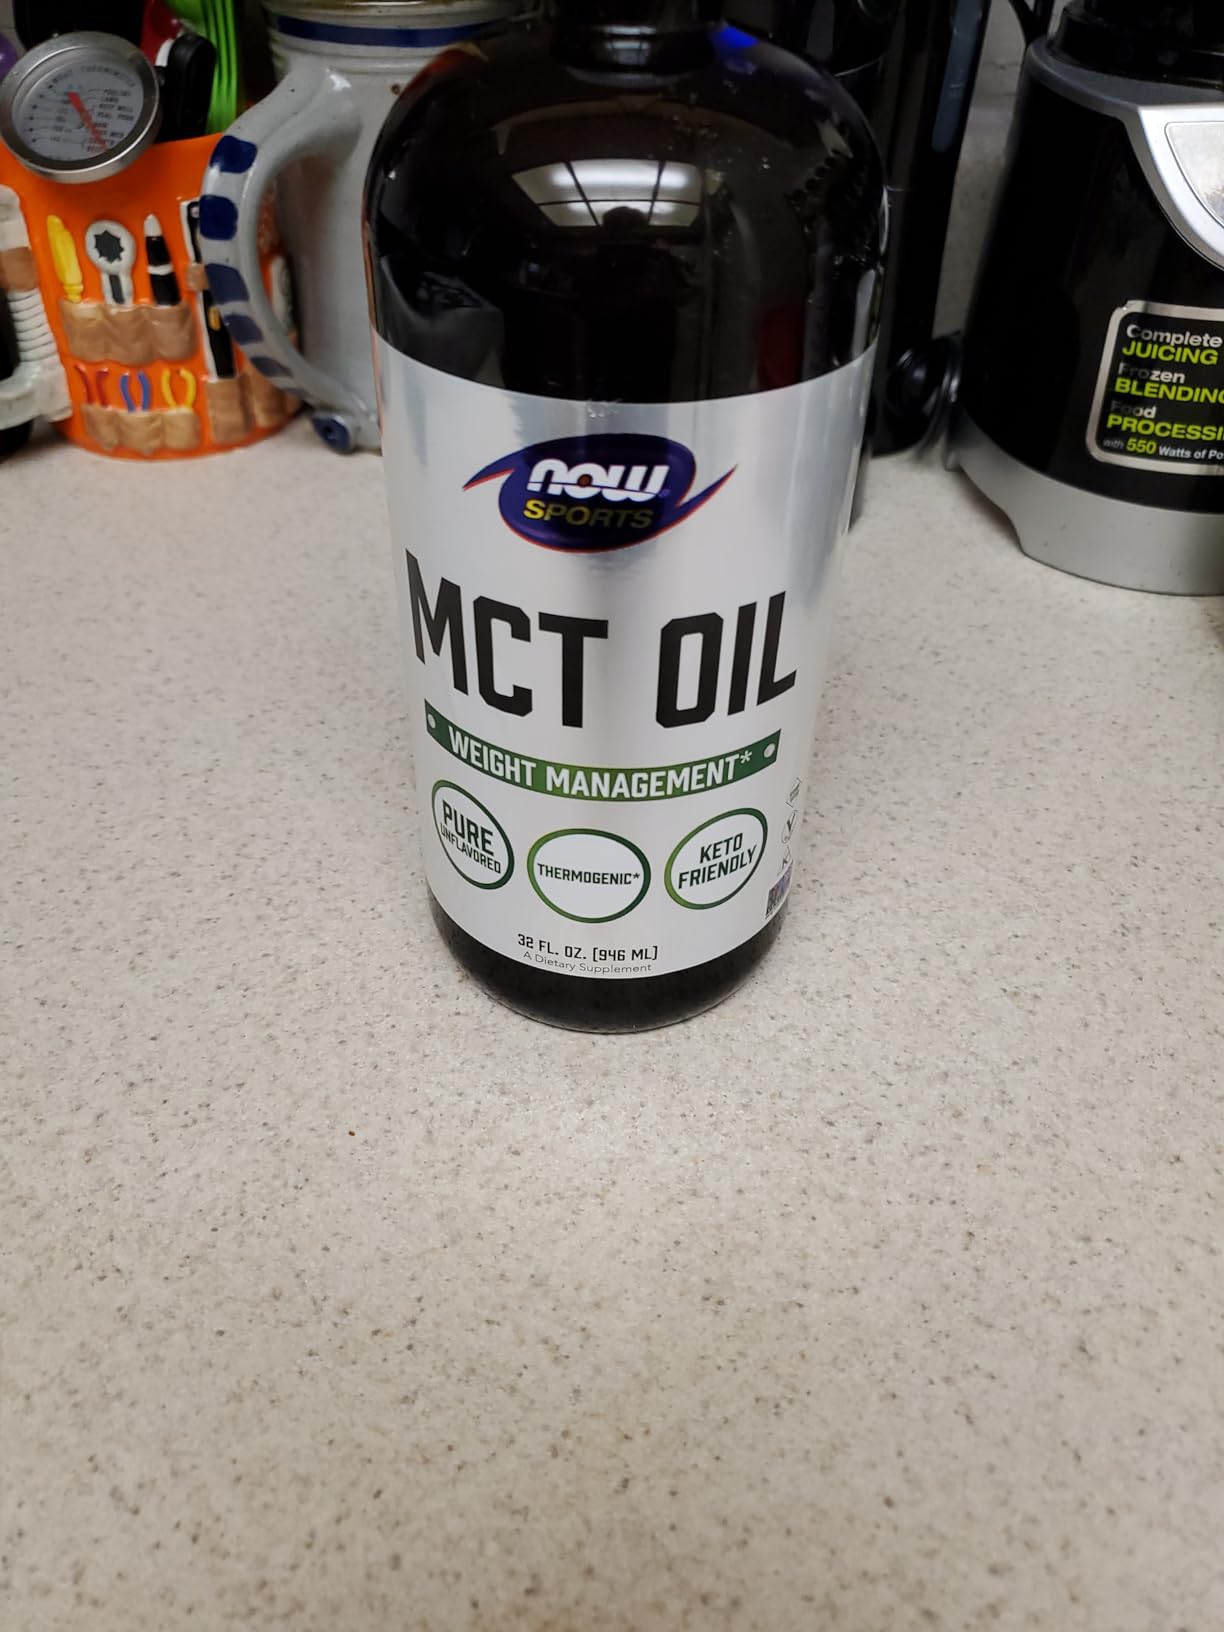 now
SPORTS
MCT OIL
WEIGHT MANAGEMENT*
PURE
UNFLAVORED
THERMOGENIC*
KETO
FRIENDLY
32 FL. OZ. (946 ML)
A Dietary Supplement
Complete
JUICING
Frozen
BLENDING
Food
PROCESSI
with 550 Watts of Po